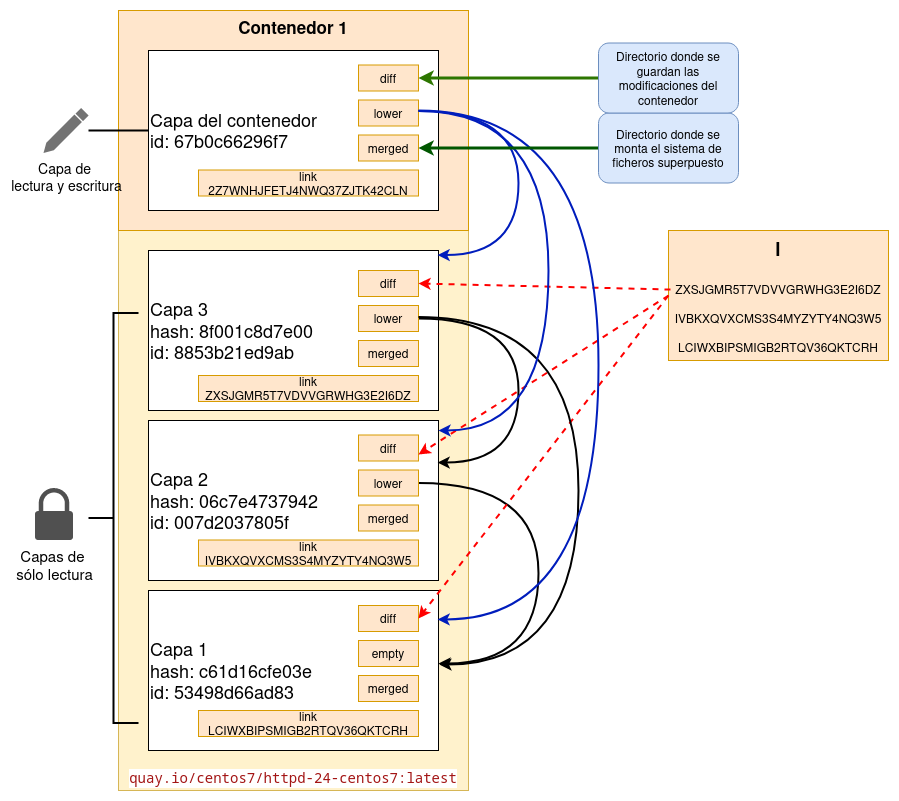 Contenedor 1
Capa del contenedor
id: 67b0c66296f7
diff
lower
merged
link
2Z7WNHJFETJ4NWQ37ZJTK42CLN
Directorio donde se
guardan las
modificaciones del
contenedor
Directorio donde se
monta el sistema de
ficheros superpuesto
Capa de
lectura y escritura
Capa 3
hash: 8f001c8d7e00
id: 8853b21ed9ab
diff
lower
merged
link
ZXSJGMR5T7VDVVGRWHG3E2I6DZ
l
ZXSJGMR5T7VDVVGRWHG3E2I6DZ
IVBKXQVXCMS3S4MYZYTY4NQ3W5
LCIWXBIPSMIGB2RTQV36QKTCRH
Capa 2
hash: 06c7e4737942
id: 007d2037805f
diff
lower
merged
link
IVBKXQVXCMS3S4MYZYTY4NQ3W5
Capas de
sólo lectura
Capa 1
hash: c61d16cfe03e
id: 53498d66ad83
diff
empty
merged
link
LCIWXBIPSMIGB2RTQV36QKTCRH
quay.io/centos7/httpd-24-centos7:latest